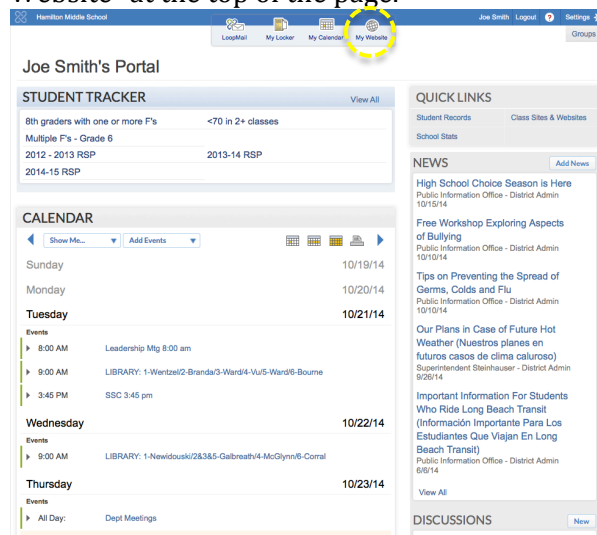 Website" at the top of the page.
Hamilton Middle School
Joe Smith Logout ? Settings
LoopMail My Locker My Calendar My Website
Groups
Joe Smith's Portal
STUDENT TRACKER View All
8th graders with one or more F's <70 in 2+ classes
Multiple F's - Grade 6
2012 - 2013 RSP 2013-14 RSP
2014-15 RSP
CALENDAR
Show Me... Add Events
Sunday 10/19/14
Monday 10/20/14
Tuesday 10/21/14
Events
8:00 AM Leadership Mtg 8:00 am
9:00 AM LIBRARY: 1-Wentzel/2-Branda/3-Ward/4-Vu/5-Ward/6-Bourne
3:45 PM SSC 3:45 pm
Wednesday 10/22/14
Events
9:00 AM LIBRARY: 1-Newidouski/2&3&5-Galbreath/4-McGlynn/6-Corral
Thursday 10/23/14
Events
All Day: Dept Meetings
QUICK LINKS
Student Records Class Sites & Websites
School Stats
NEWS Add News
High School Choice Season is Here
Public Information Office - District Admin
10/15/14
Free Workshop Exploring Aspects
of Bullying
Public Information Office - District Admin
10/10/14
Tips on Preventing the Spread of
Germs, Colds and Flu
Public Information Office - District Admin
10/10/14
Our Plans in Case of Future Hot
Weather (Nuestros planes en
futuros casos de clima caluroso)
Superintendent Steinhauser - District Admin
9/26/14
Important Information For Students
Who Ride Long Beach Transit
(Información Importante Para Los
Estudiantes Que Viajan En Long
Beach Transit)
Public Information Office - District Admin
6/6/14
View All
DISCUSSIONS New